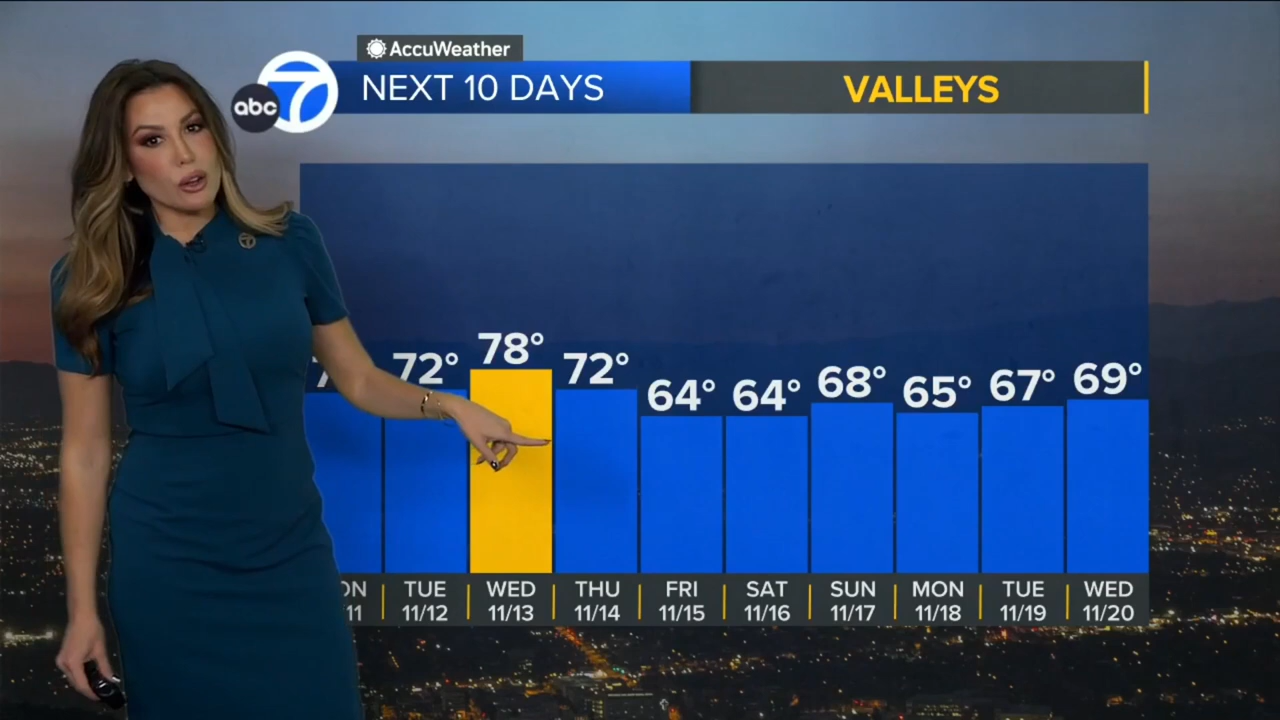 AccuWeather
abc 7
NEXT 10 DAYS
VALLEYS
72° 78° 72° 64° 64° 68° 65° 67° 69°
TUE WED THU FRI SAT SUN MON TUE WED
11/12 11/13 11/14 11/15 11/16 11/17 11/18 11/19 11/20